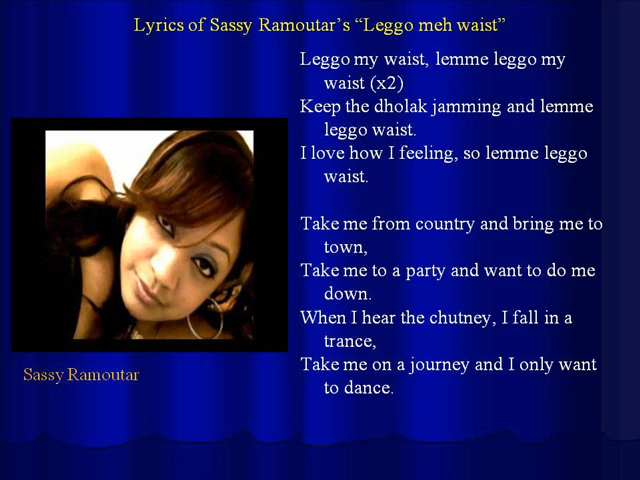 Lyrics of Sassy Ramoutar’s “Leggo meh waist”
Leggo my waist, lemme leggo my
waist (x2)
Keep the dholak jamming and lemme
leggo waist.
I love how I feeling, so lemme leggo
waist.
Take me from country and bring me to
town,
Take me to a party and want to do me
down.
When I hear the chutney, I fall in a
trance,
Take me on a journey and I only want
to dance.
Sassy Ramoutar